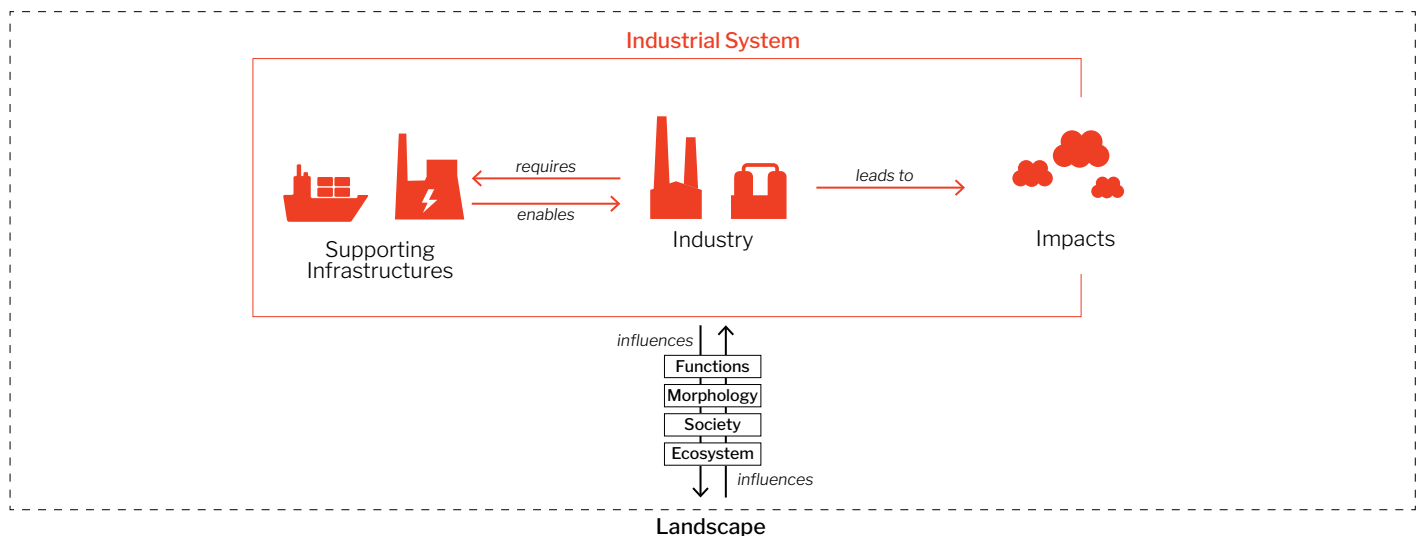 Industrial System
requires
enables
leads to
Supporting
Infrastructures
Industry
Impacts
influences
Functions
Morphology
Society
Ecosystem
influences
Landscape